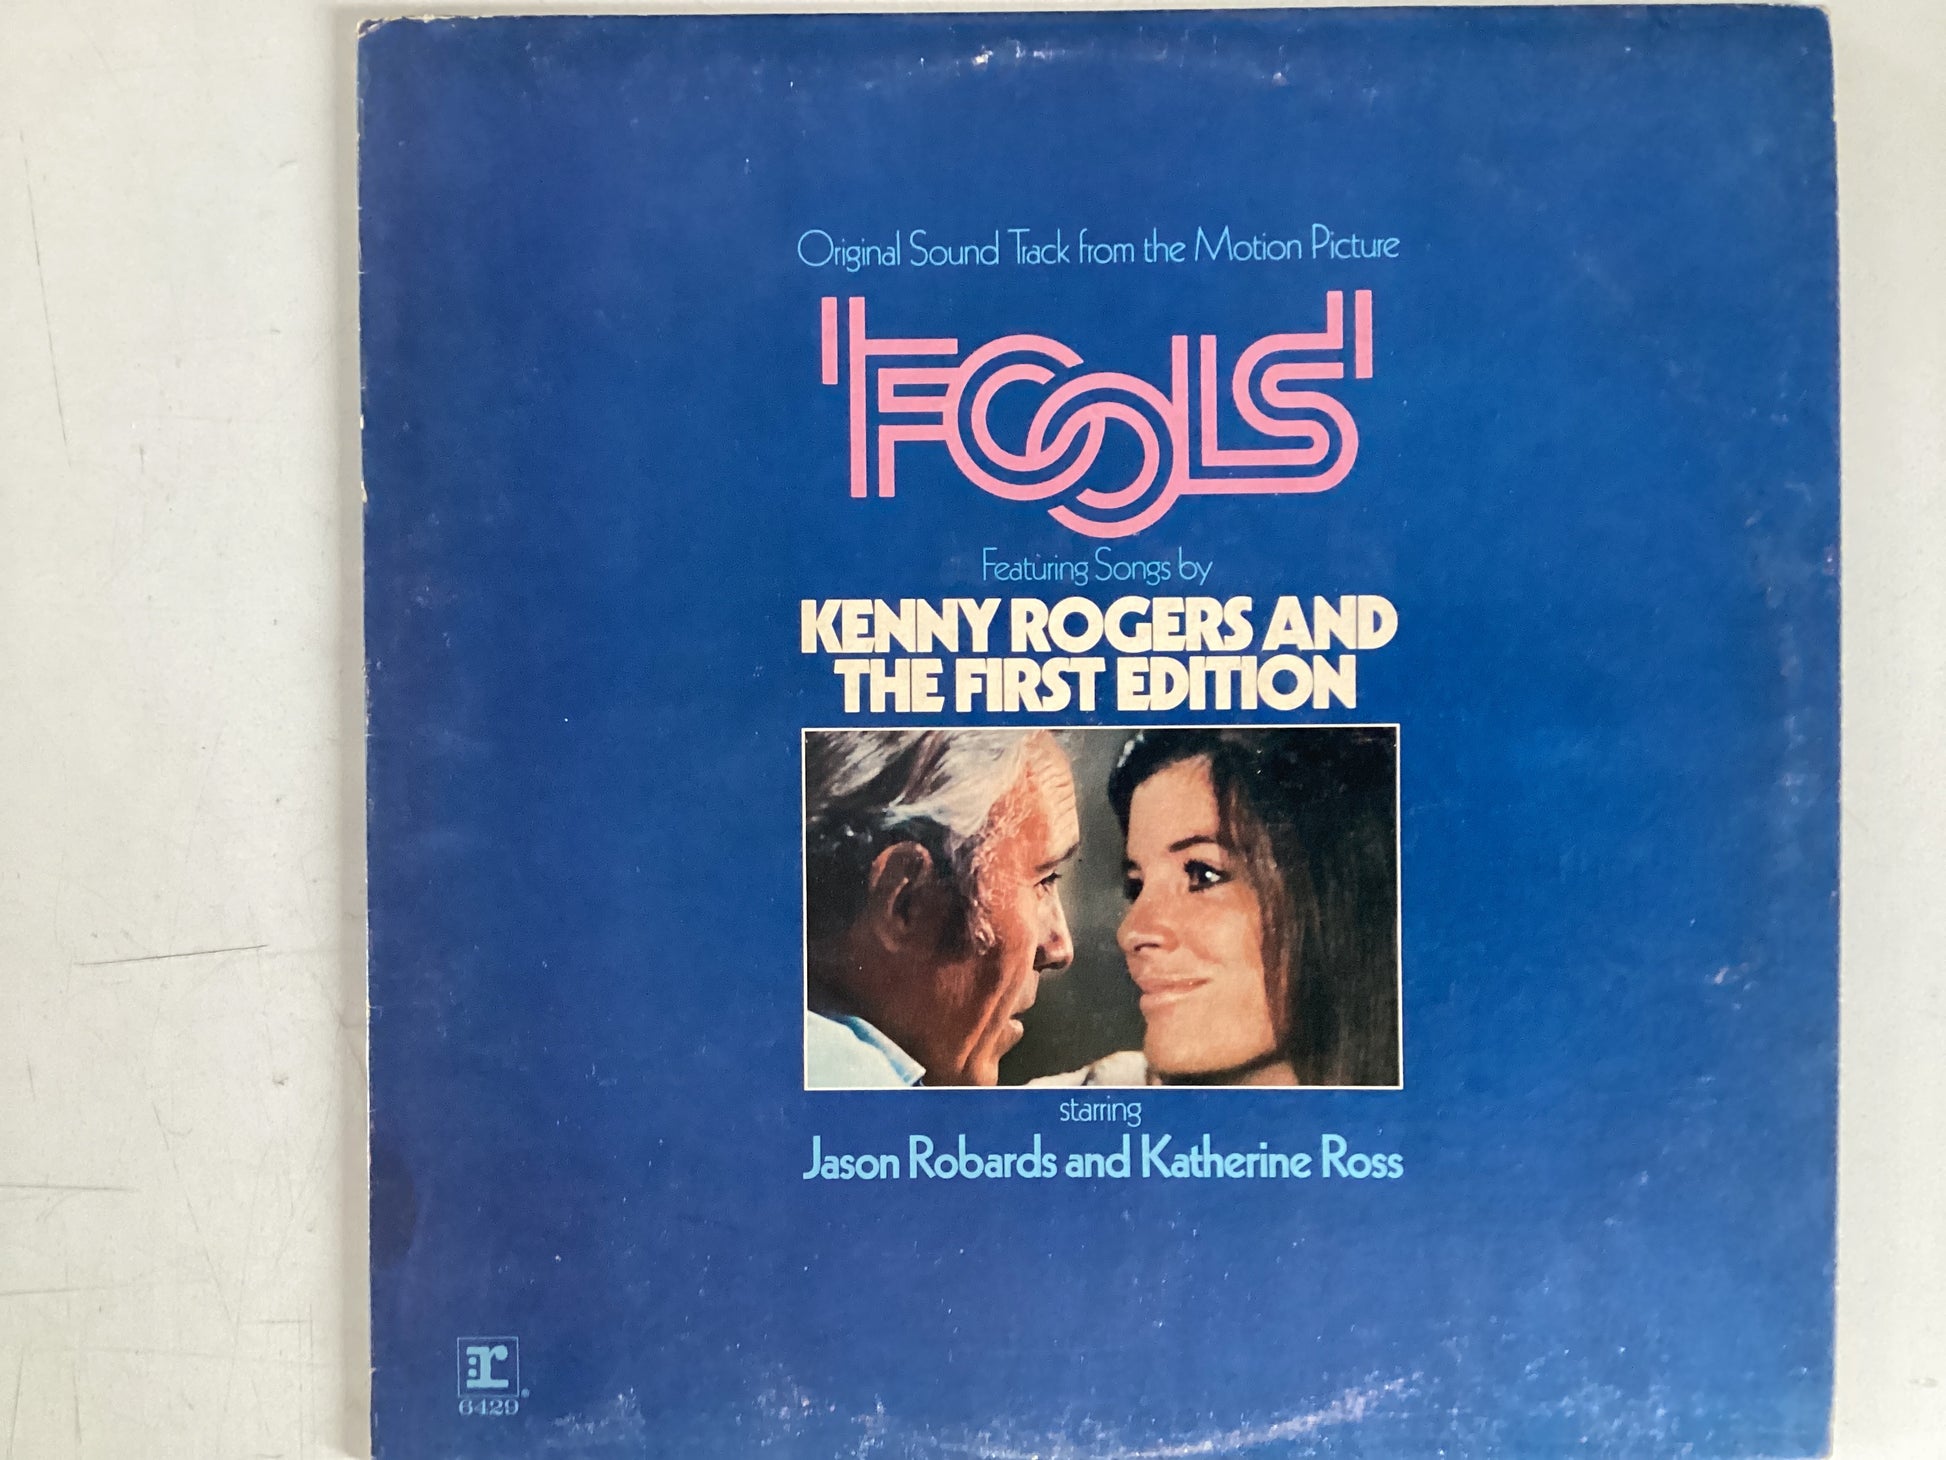 Original Sound Track from the Motion Picture
'FOOLS'
Featuring Songs by
KENNY ROGERS AND
THE FIRST EDITION
starring
Jason Robards and Katherine Ross
:r®
6429